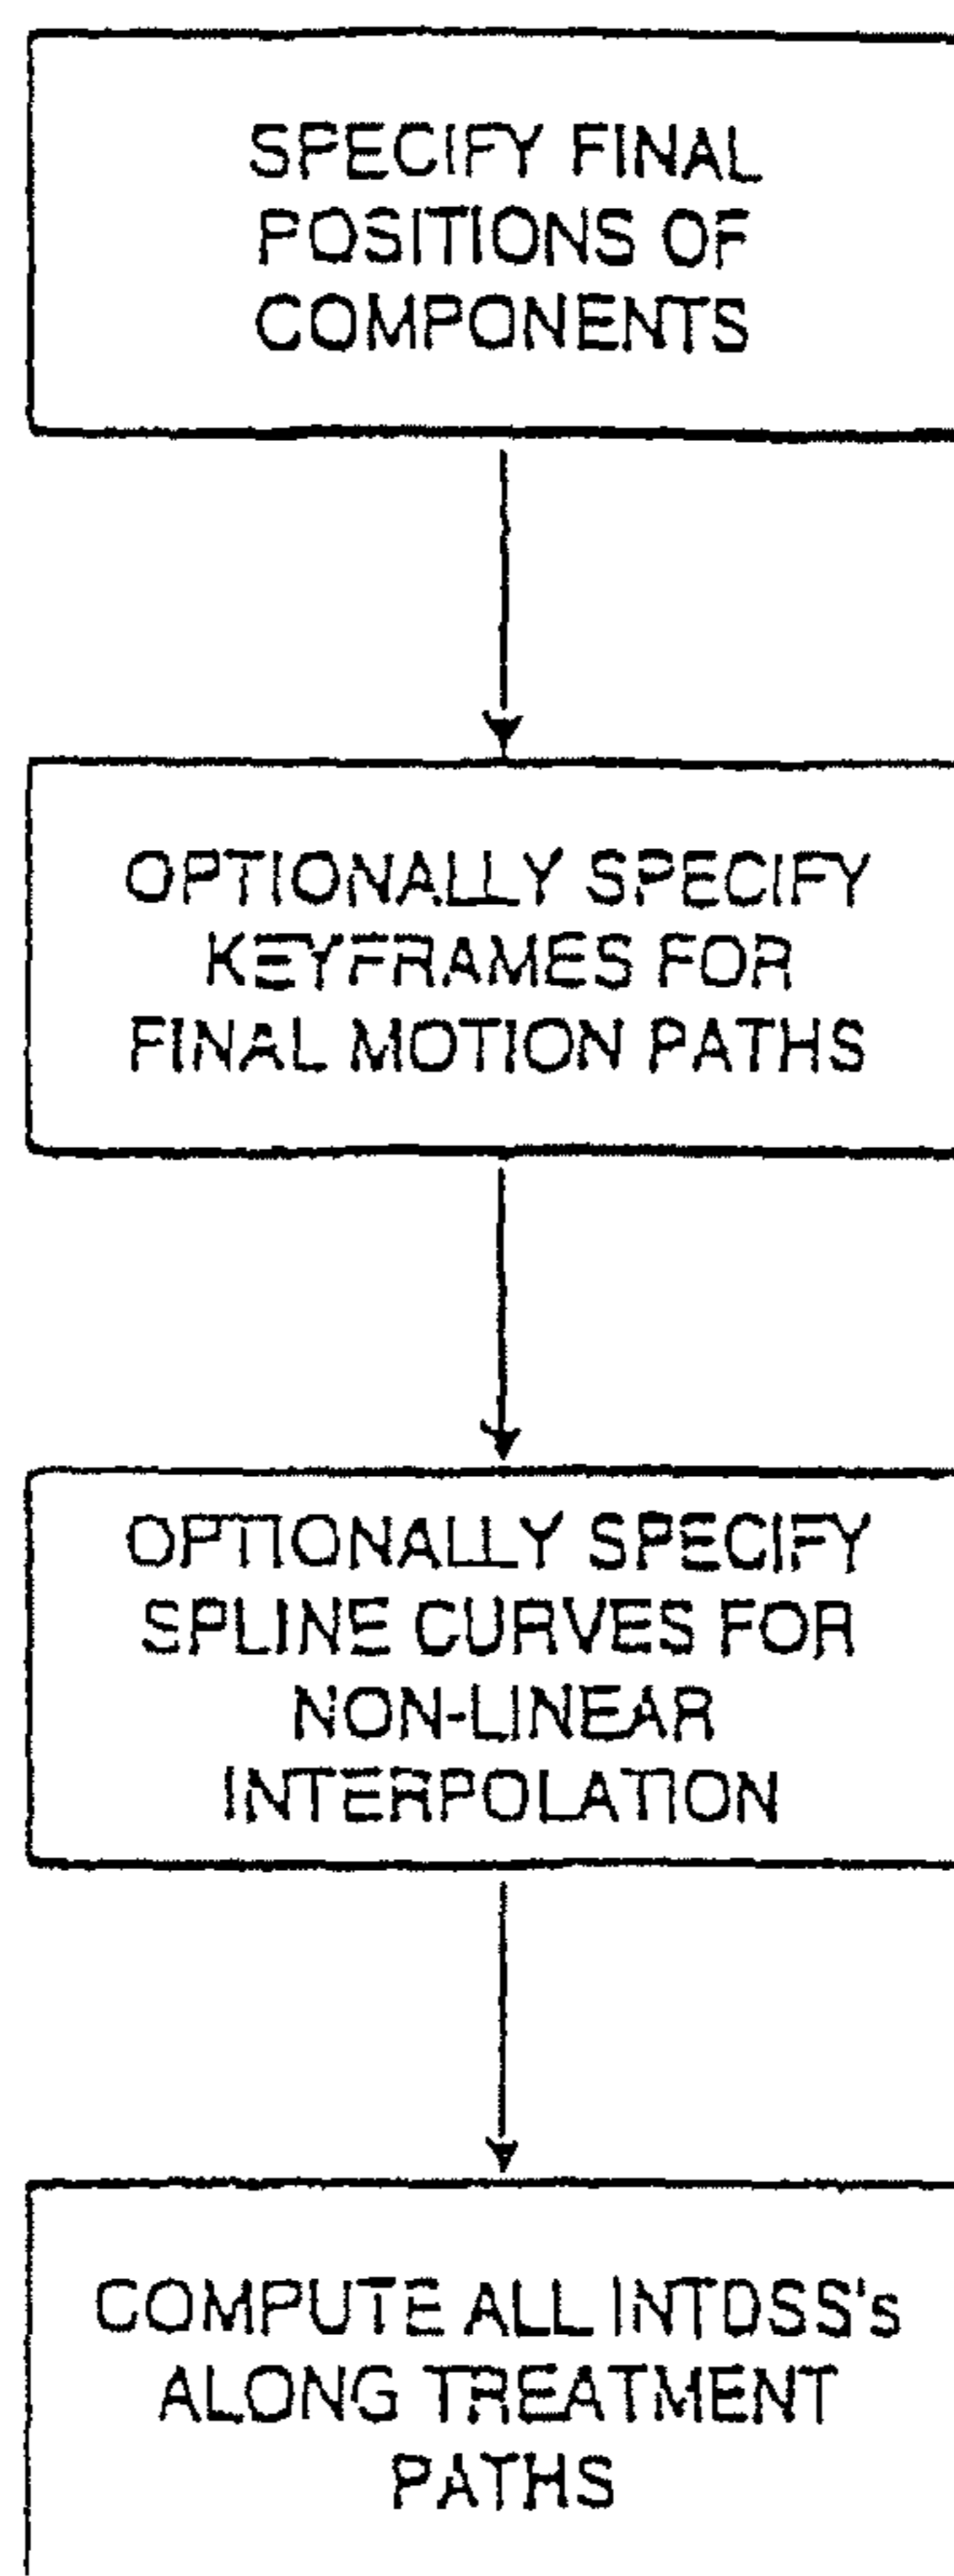 SPECIFY FINAL
POSITIONS OF
COMPONENTS
OPTIONALLY SPECIFY
KEYFRAMES FOR
FINAL MOTION PATHS
OPTIONALLY SPECIFY
SPLINE CURVES FOR
NON-LINEAR
INTERPOLATION
COMPUTE ALL INTDSS's
ALONG TREATMENT
PATHS